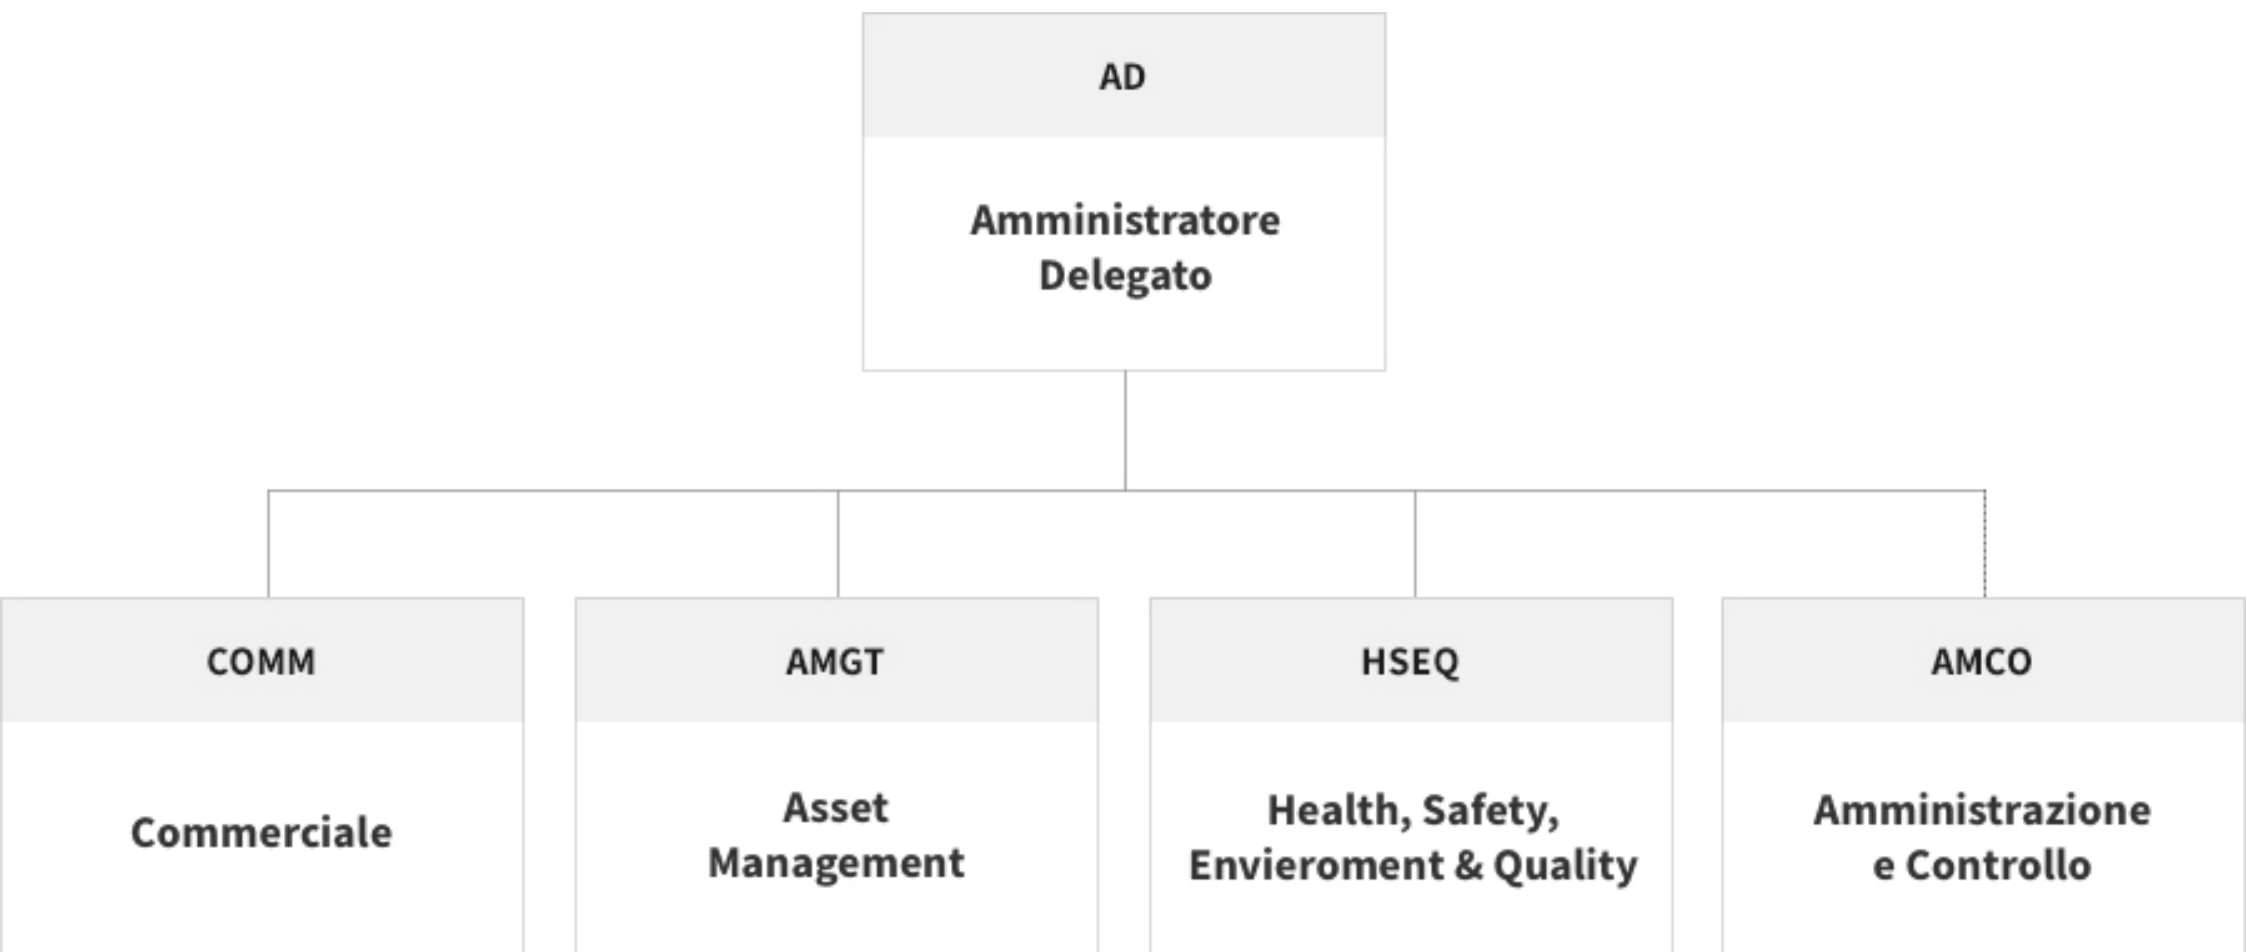 AD
Amministratore
Delegato
COMM
AMGT
HSEQ
AMCO
Commerciale
Asset
Management
Health, Safety,
Envieroment & Quality
Amministrazione
e Controllo